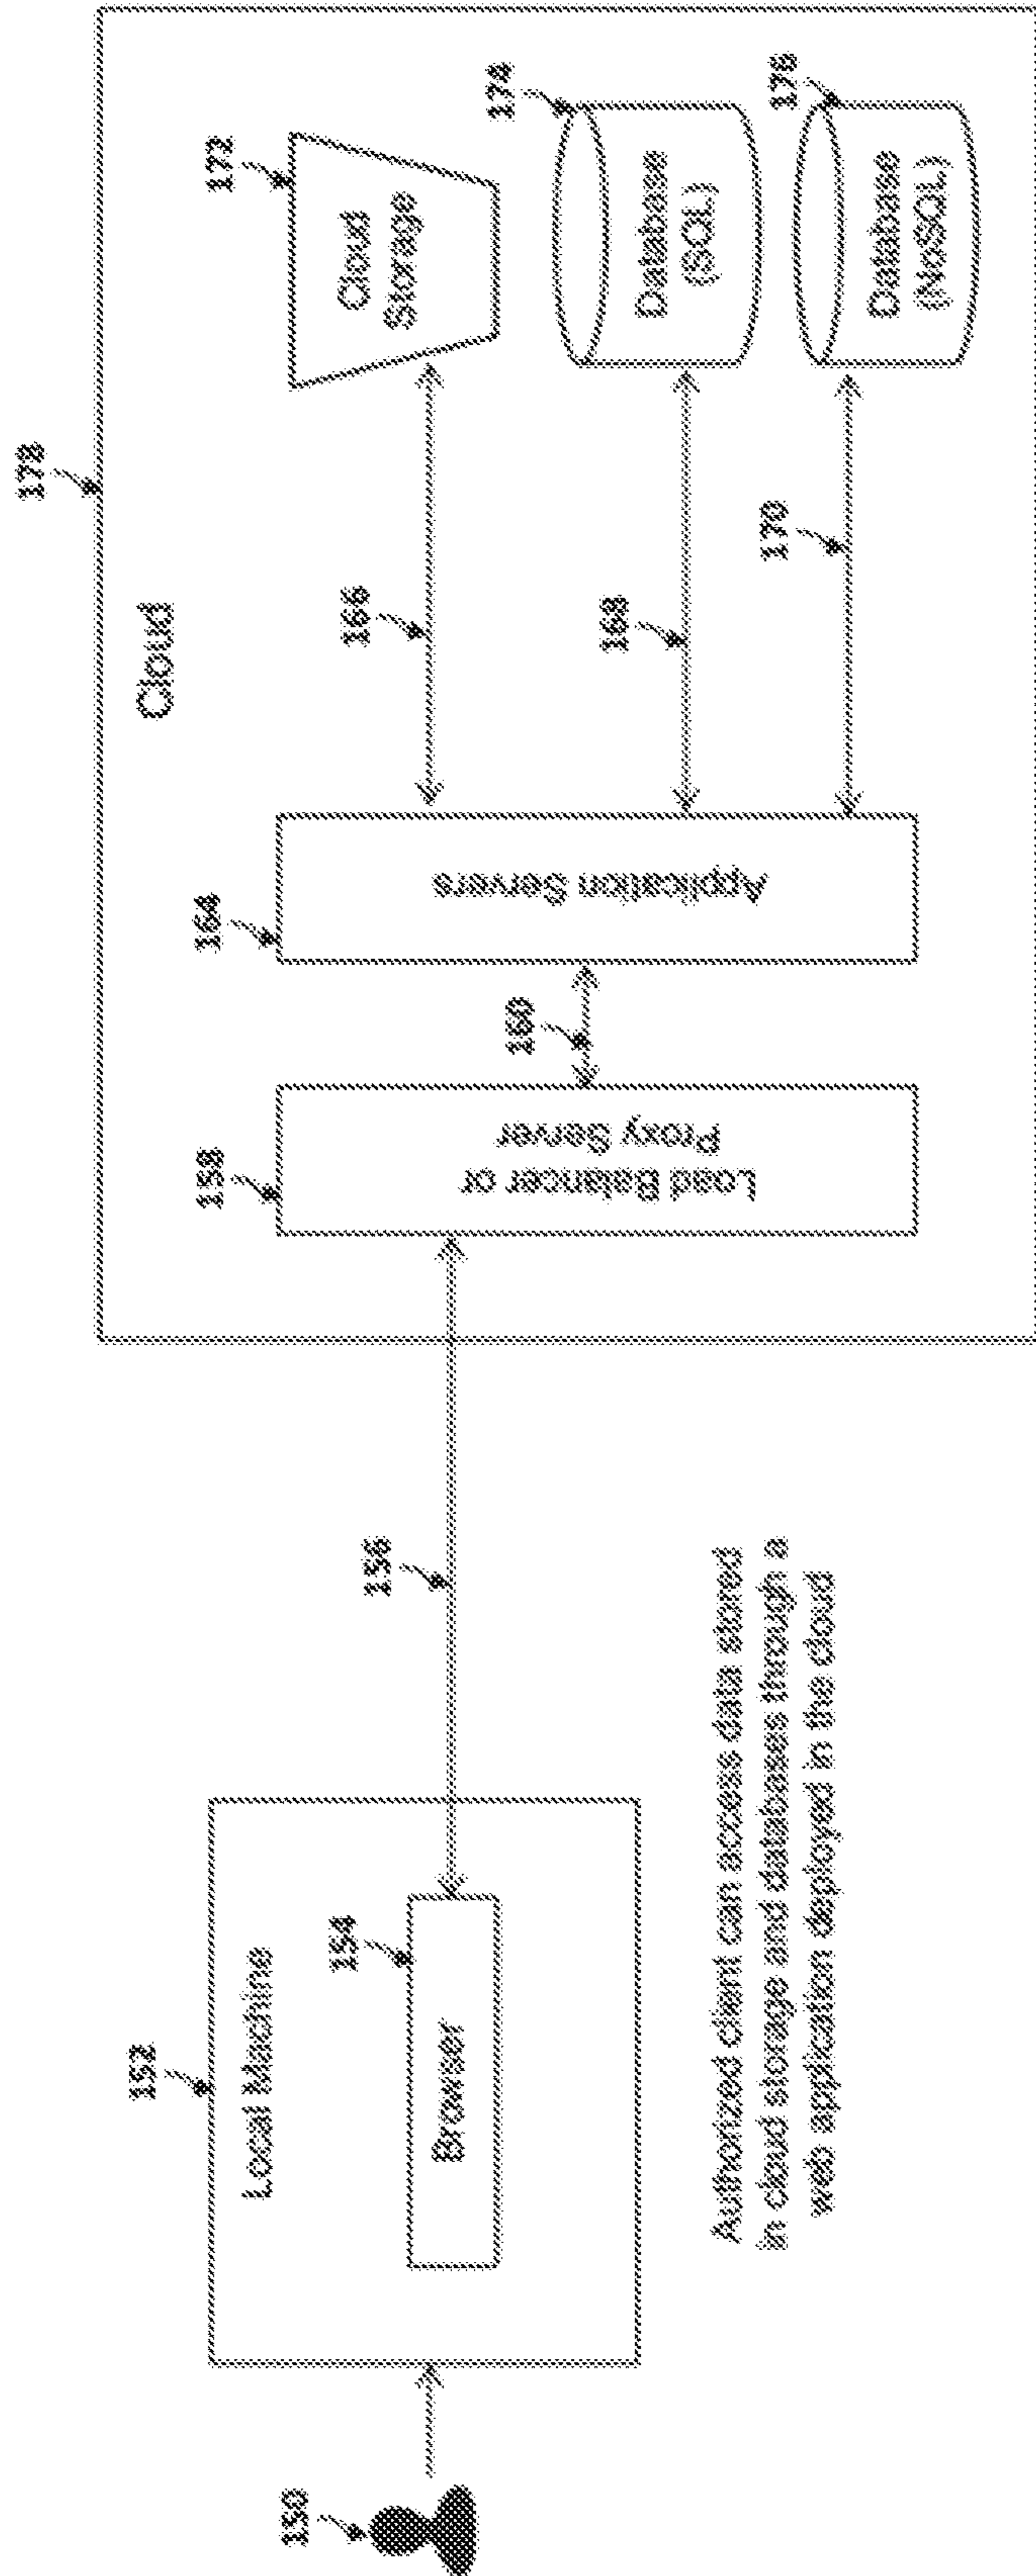 178
Cloud
172
Cloud
Storage
166
174
Database
(SQL)
168
176
Database
(NoSQL)
170
164
Application Servers
160
158
Load Balancer or
Proxy Server
156
152
Local Machine
154
Browser
150
Authorized client can access data stored
in cloud storage and databases through a
web application deployed in the cloud